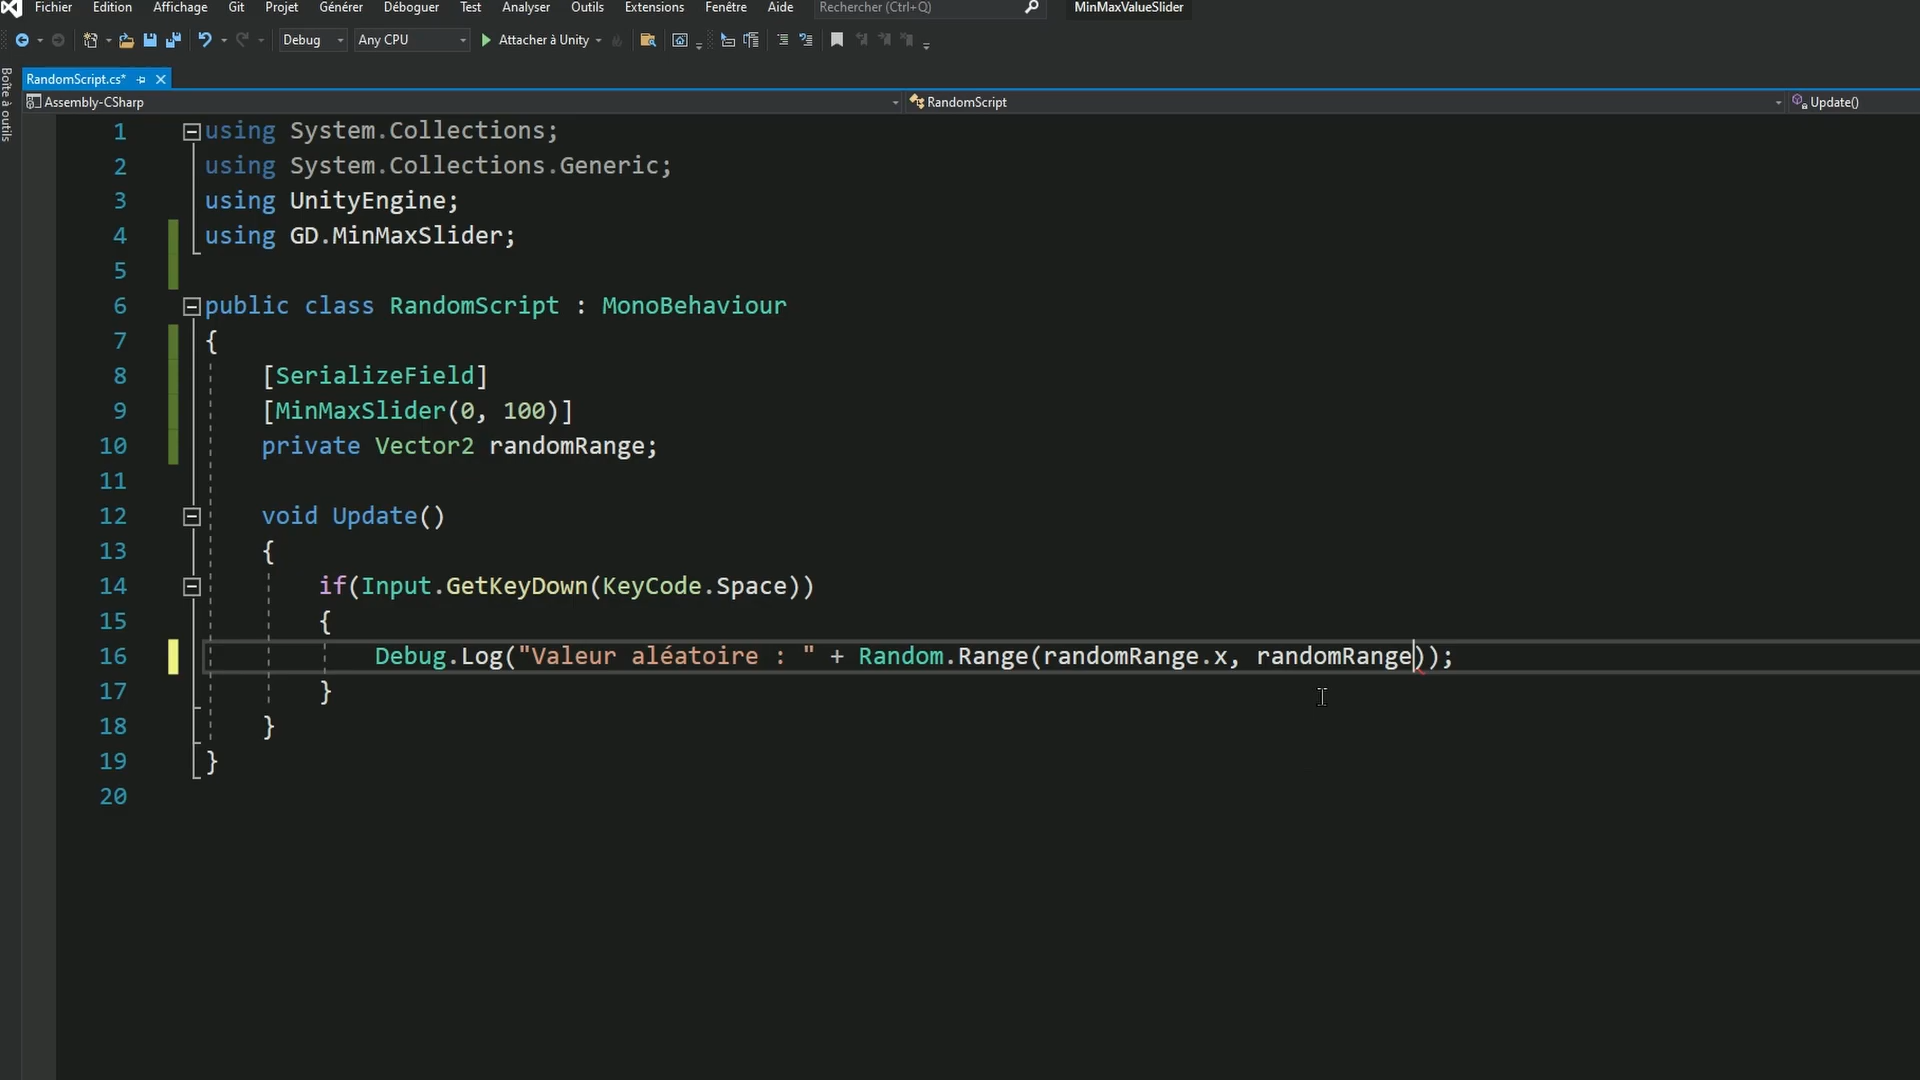 Fichier Edition Affichage Git Projet Générer Déboguer Test Analyser Outils Extensions Fenêtre Aide Rechercher (Ctrl+Q) MinMaxValueSlider
Debug Any CPU Attacher à Unity
Boîte à outils
RandomScript.cs*
Assembly-CSharp RandomScript Update()
1 using System.Collections;
2 using System.Collections.Generic;
3 using UnityEngine;
4 using GD.MinMaxSlider;
5
6 public class RandomScript : MonoBehaviour
7 {
8 [SerializeField]
9 [MinMaxSlider(0, 100)]
10 private Vector2 randomRange;
11
12 void Update()
13 {
14 if(Input.GetKeyDown(KeyCode.Space))
15 {
16 Debug.Log("Valeur aléatoire : " + Random.Range(randomRange.x, randomRange));
17 }
18 }
19 }
20